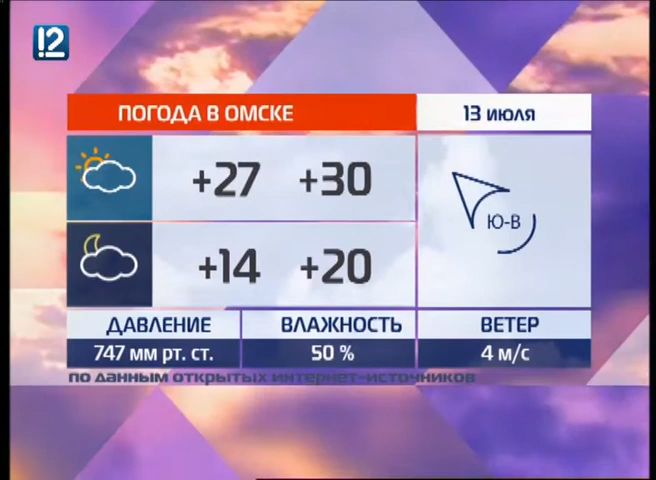 12
ПОГОДА В ОМСКЕ
13 ИЮЛЯ
+27 +30
Ю-В
+14 +20
ДАВЛЕНИЕ ВЛАЖНОСТЬ ВЕТЕР
747 мм рт. ст. 50 % 4 м/с
по данным открытых интернет-источников